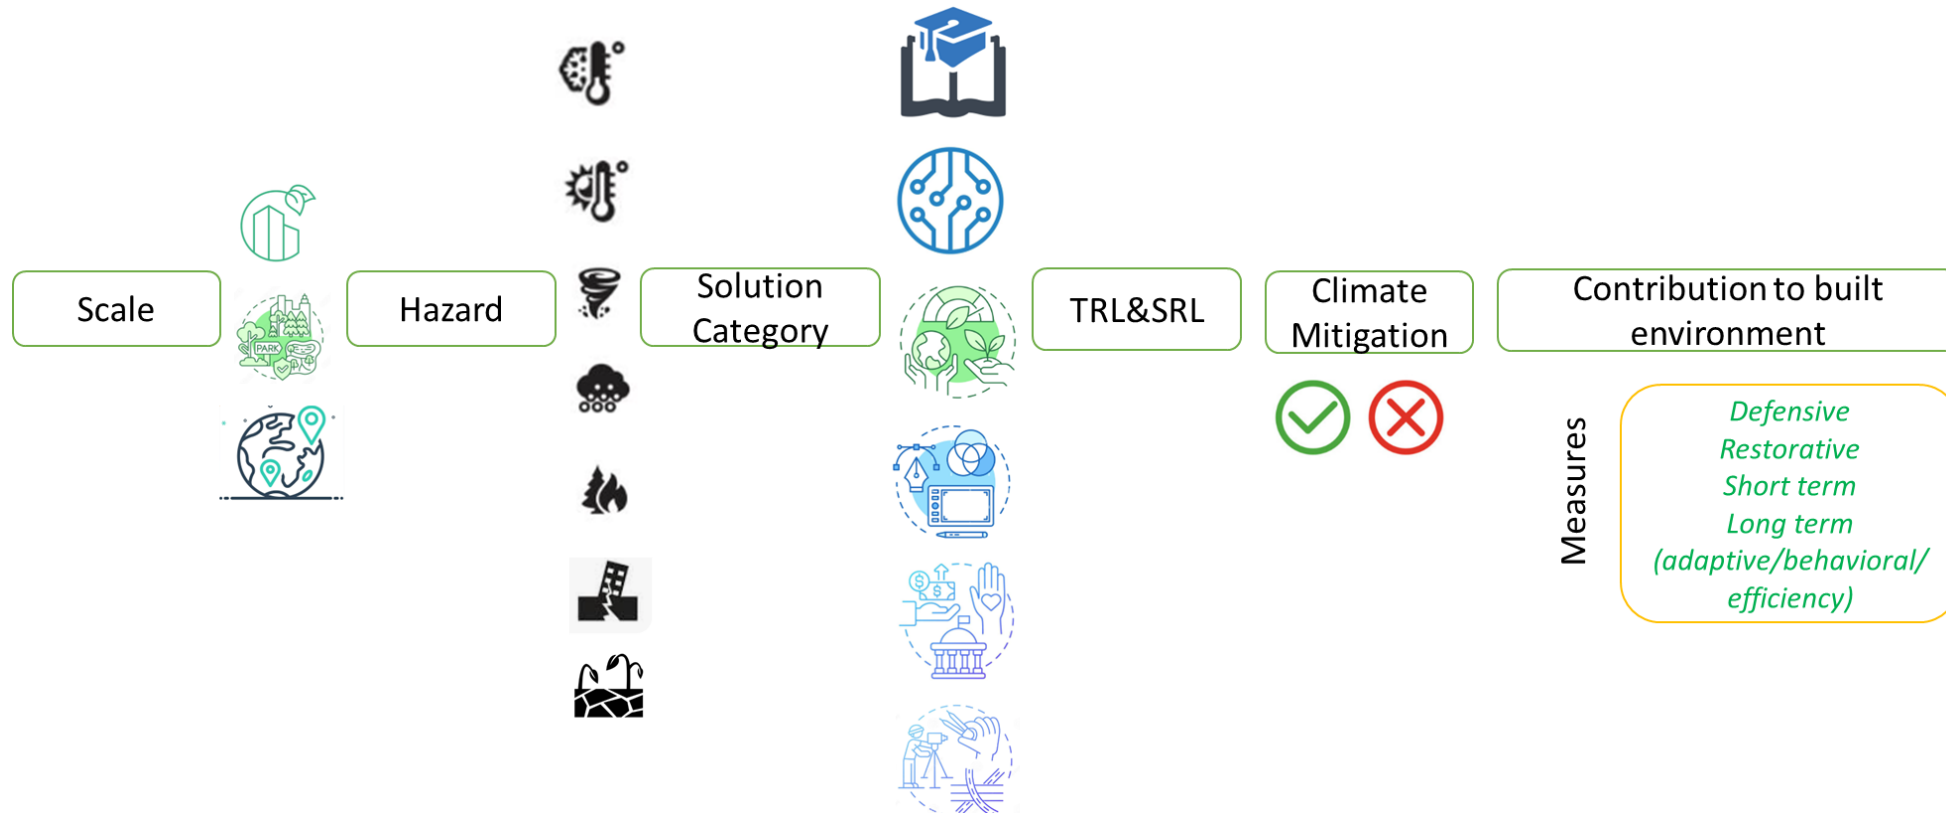 Scale
Hazard
Solution
Category
TRL&SRL
Climate
Mitigation
Contribution to built
environment
PARK
$
$
Measures
Defensive
Restorative
Short term
Long term
(adaptive/behavioral/
efficiency)